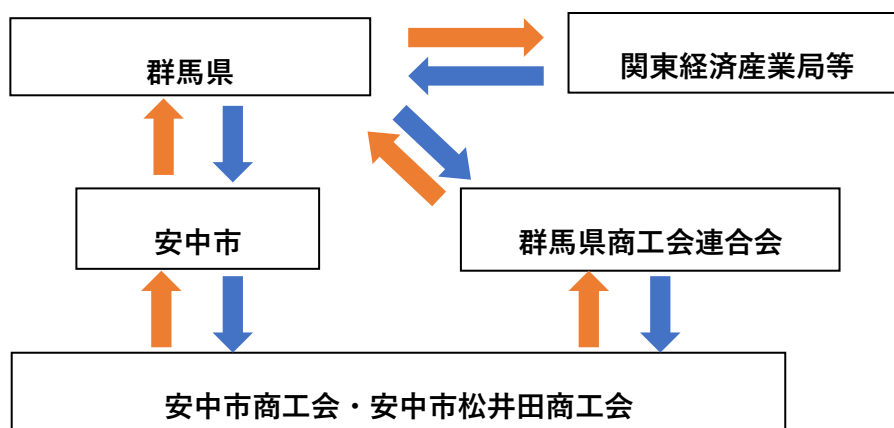 群馬県
関東経済産業局等
安中市
群馬県商工会連合会
安中市商工会・安中市松井田商工会